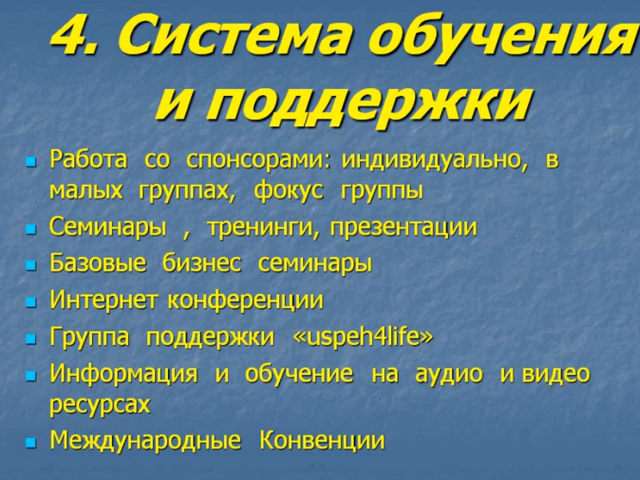 4. Система обучения
и поддержки
Работа со спонсорами: индивидуально, в
малых группах, фокус группы
Семинары , тренинги, презентации
Базовые бизнес семинары
Интернет конференции
Группа поддержки «uspeh4life»
Информация и обучение на аудио и видео
ресурсах
Международные Конвенции